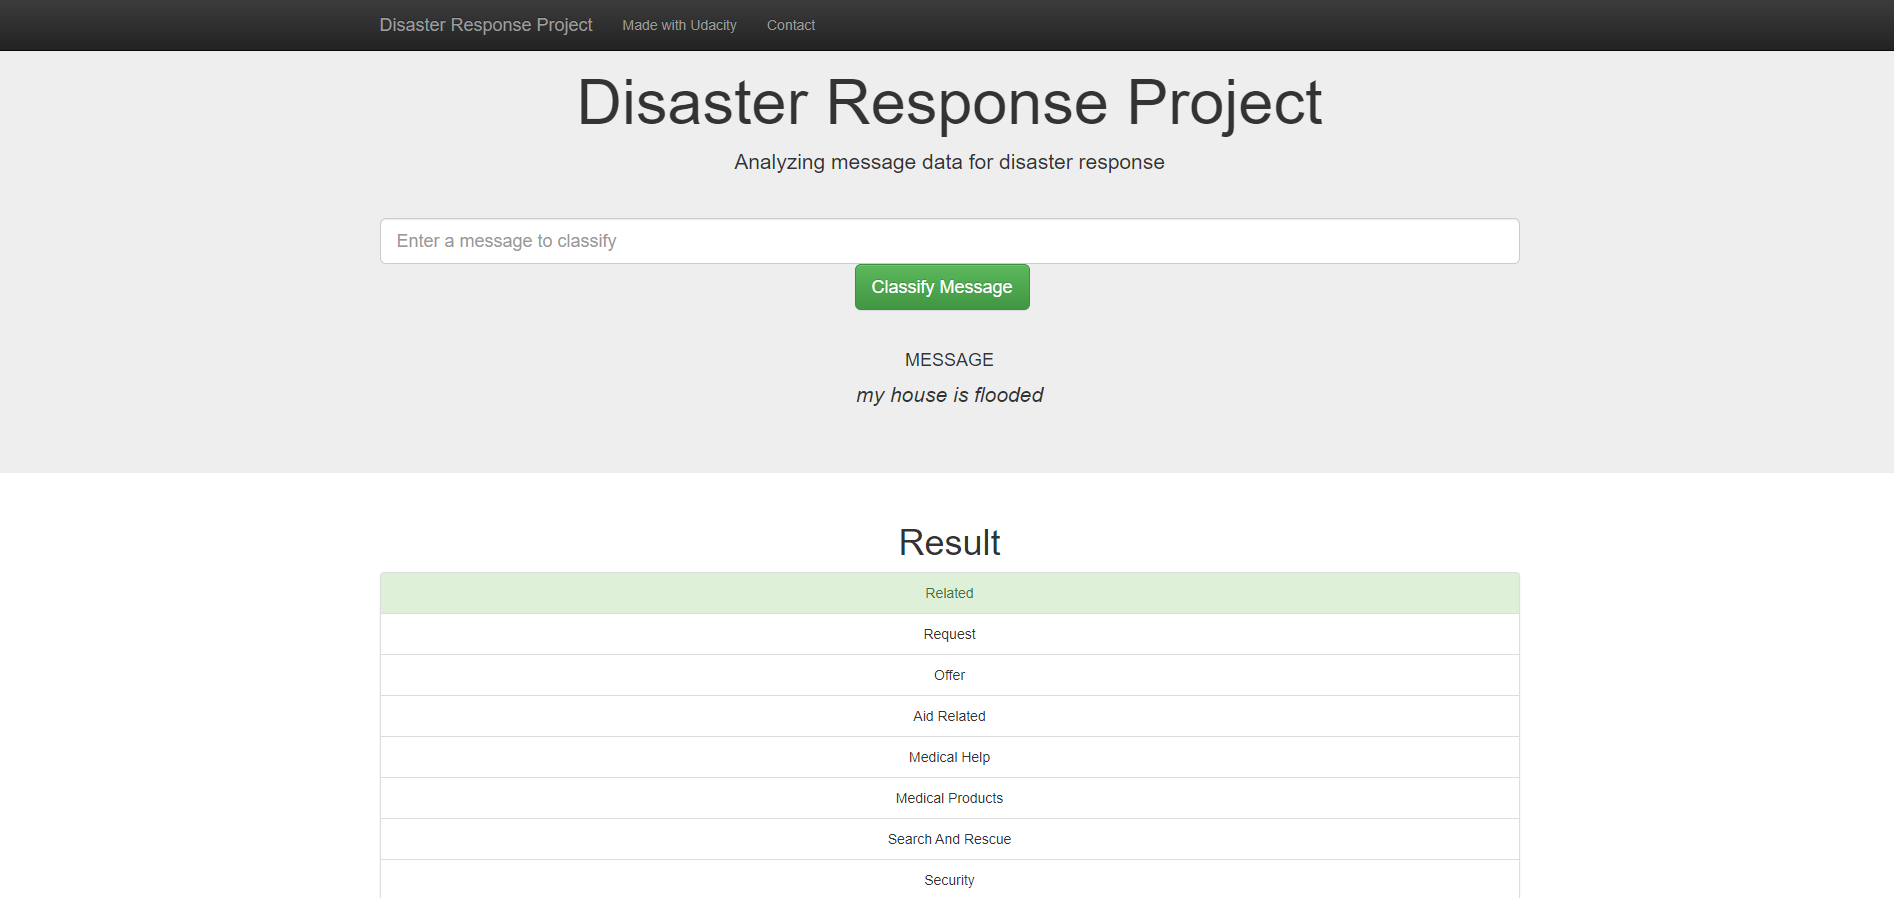 Disaster Response Project Made with Udacity Contact
Disaster Response Project
Analyzing message data for disaster response
Enter a message to classify
Classify Message
MESSAGE
my house is flooded
Result
Related
Request
Offer
Aid Related
Medical Help
Medical Products
Search And Rescue
Security